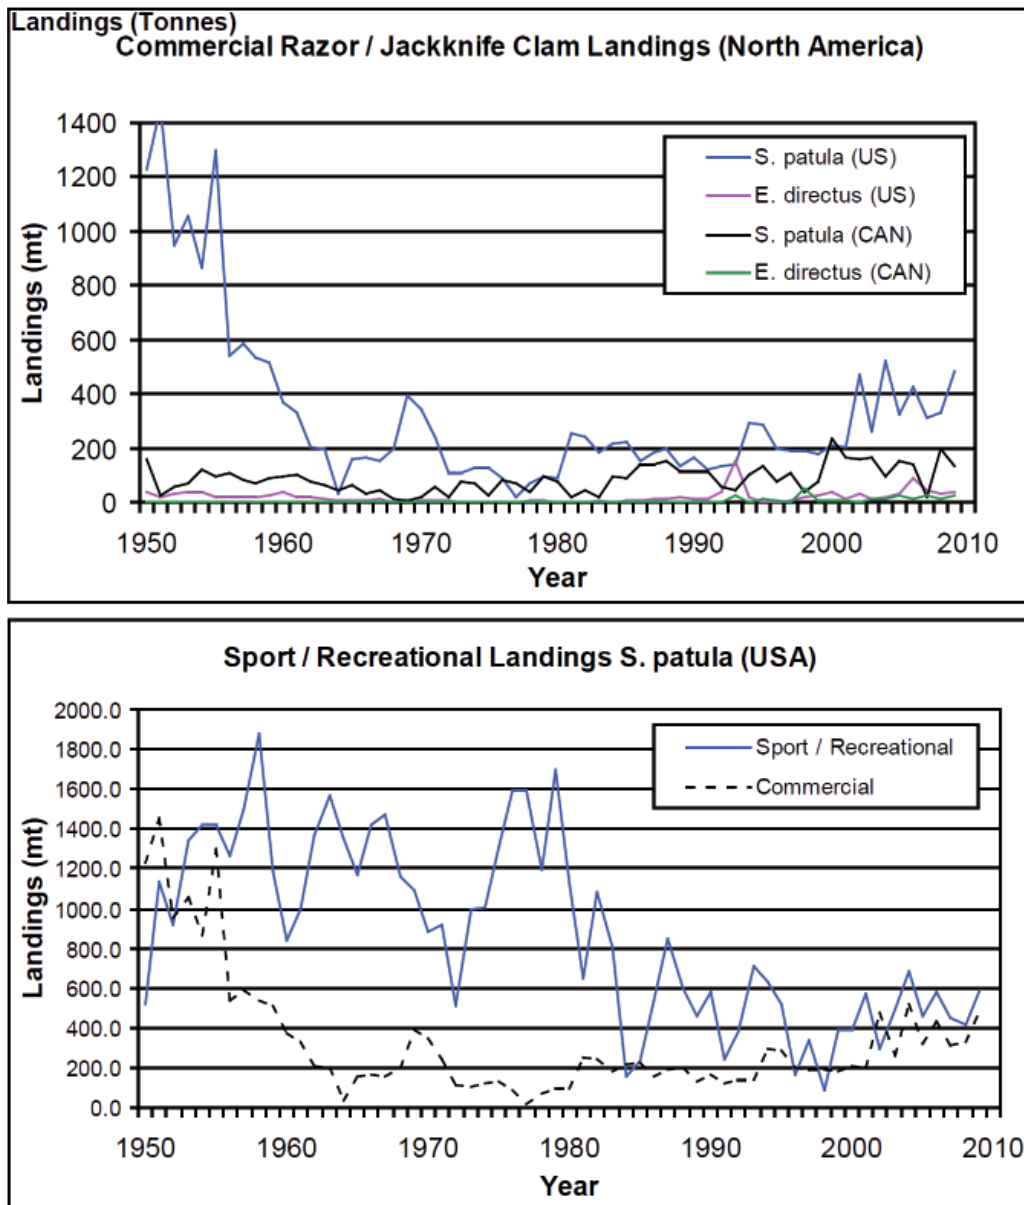 Landings (Tonnes)
Commercial Razor / Jackknife Clam Landings (North America)
Landings (mt)
1400
1200
1000
800
600
400
200
0
S. patula (US)
E. directus (US)
S. patula (CAN)
E. directus (CAN)
1950 1960 1970 1980 1990 2000 2010
Year
Sport / Recreational Landings S. patula (USA)
Landings (mt)
2000.0
1800.0
1600.0
1400.0
1200.0
1000.0
800.0
600.0
400.0
200.0
0.0
Sport / Recreational
Commercial
1950 1960 1970 1980 1990 2000 2010
Year